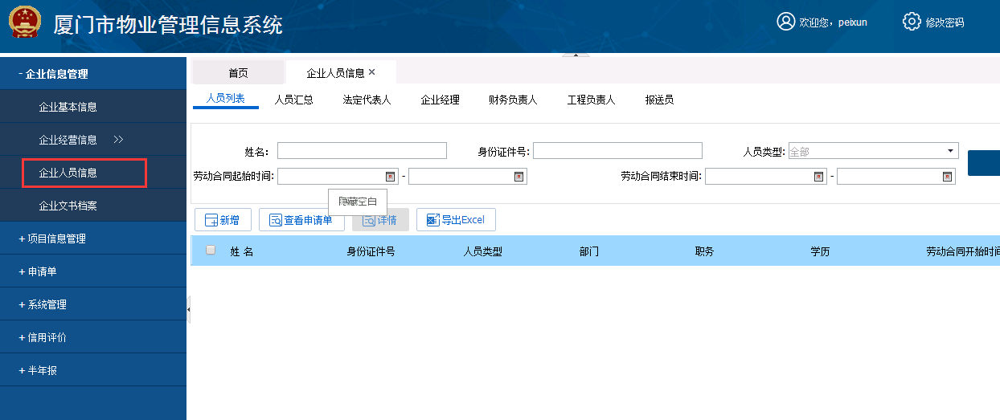 厦门市物业管理信息系统
欢迎您，peixun
修改密码
- 企业信息管理
企业基本信息
企业经营信息 >>
企业人员信息
企业文书档案
+ 项目信息管理
+ 申请单
+ 系统管理
+ 信用评价
+ 半年报
首页 企业人员信息 ×
人员列表 人员汇总 法定代表人 企业经理 财务负责人 工程负责人 报送员
姓名： 身份证件号: 人员类型: 全部
劳动合同起始时间: - 劳动合同结束时间: -
隐藏空白
新增 查看申请单 详情 导出Excel
姓 名 身份证件号 人员类型 部门 职务 学历 劳动合同开始时间